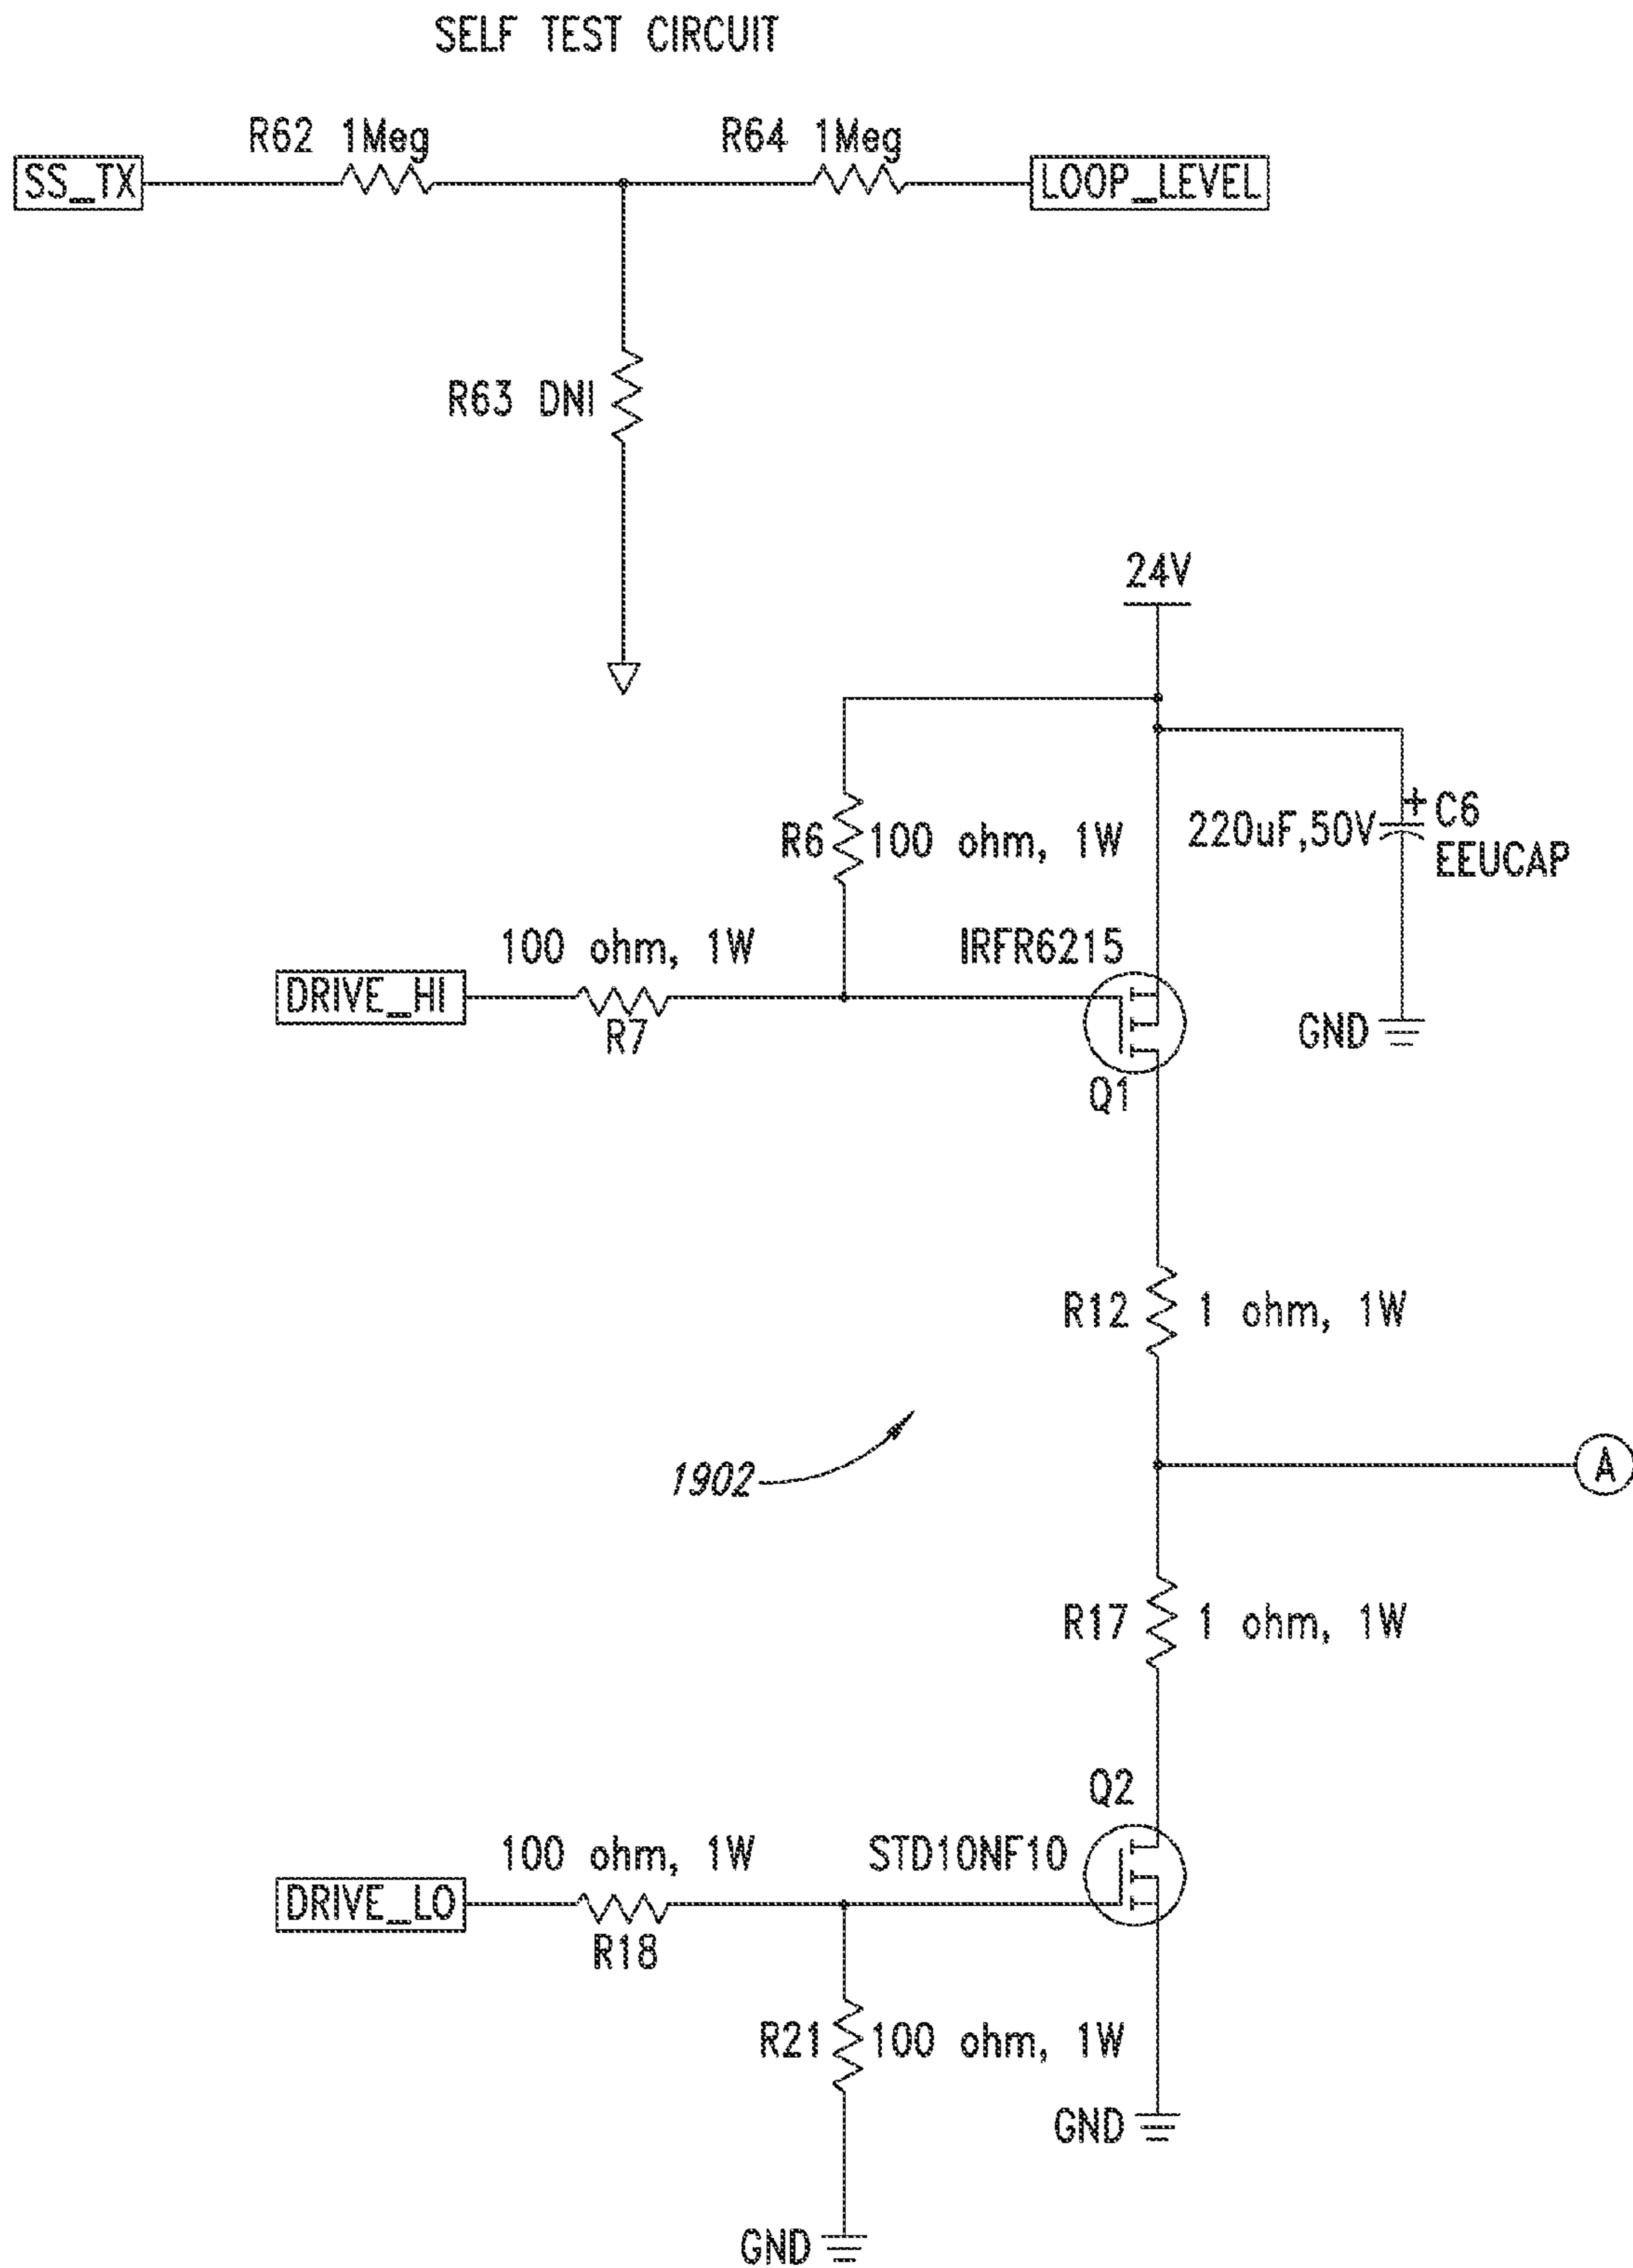 SELF TEST CIRCUIT
R62 1Meg
R64 1Meg
SS_TX
LOOP_LEVEL
R63 DNI
24V
R6
100 ohm, 1W
220uF,50V
+
C6
EEUCAP
100 ohm, 1W
IRFR6215
DRIVE_HI
R7
GND
Q1
R12
1 ohm, 1W
1902
A
R17
1 ohm, 1W
Q2
100 ohm, 1W
STD10NF10
DRIVE_LO
R18
R21
100 ohm, 1W
GND
GND